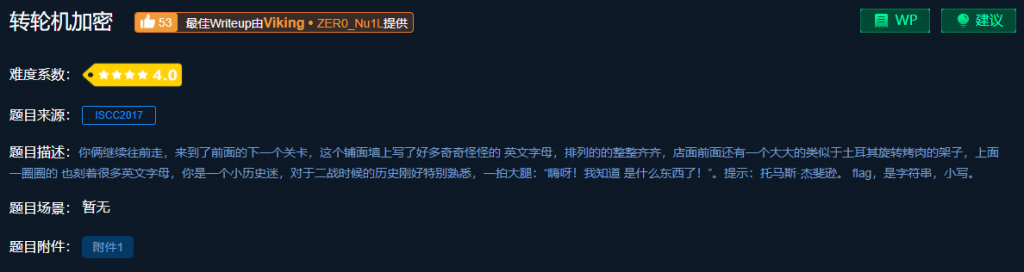 转轮机加密 53 最佳Writeup由Viking • ZER0_Nu1L提供 WP 建议
难度系数： 4.0
题目来源： ISCC2017
题目描述：你俩继续往前走，来到了前面的下一个关卡，这个铺面墙上写了好多奇奇怪怪的 英文字母，排列的的整整齐齐，店面前面还有一个大大的类似于土耳其旋转烤肉的架子，上面
一圈圈的 也刻着很多英文字母，你是一个小历史迷，对于二战时候的历史刚好特别熟悉，一拍大腿：“嗨呀！我知道 是什么东西了！”。提示：托马斯·杰斐逊。 flag，是字符串，小写。
题目场景： 暂无
题目附件： 附件1